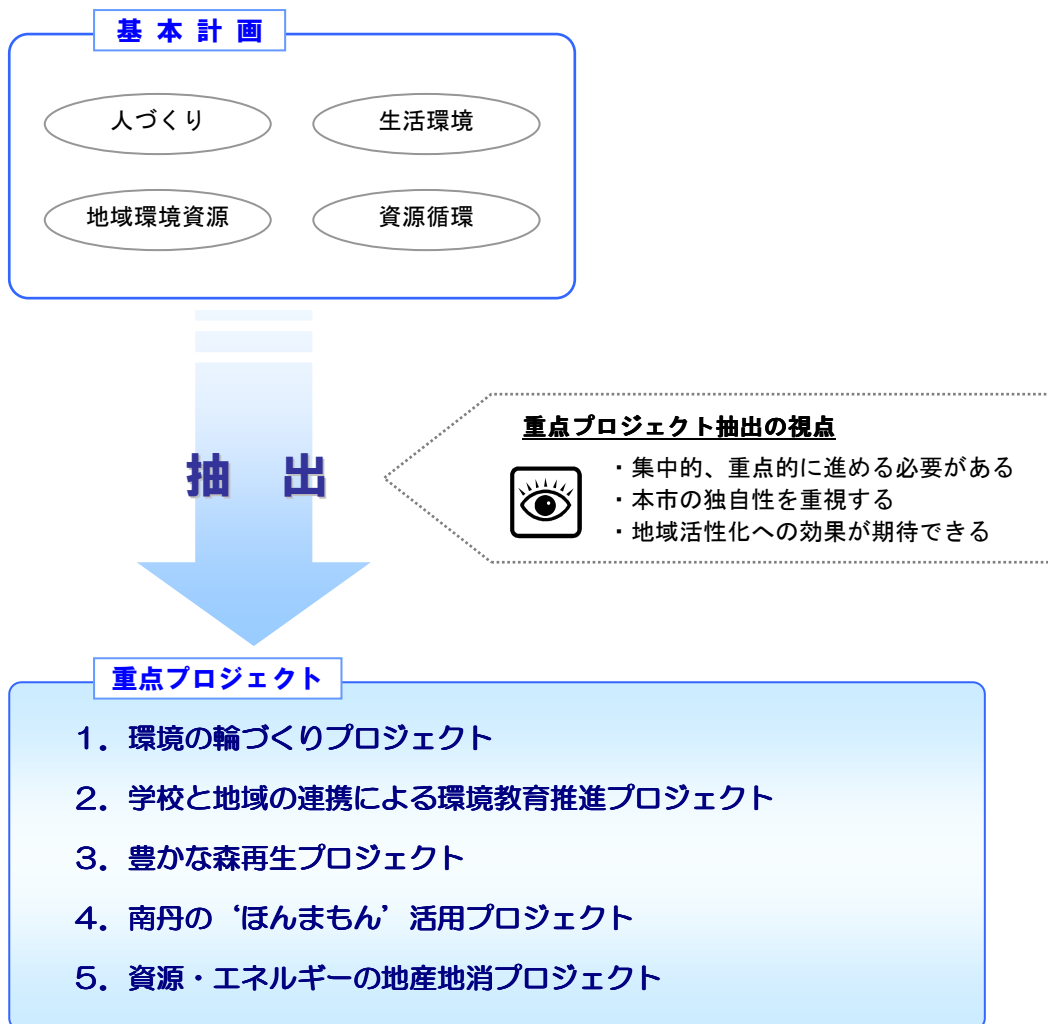 基本計画
人づくり
生活環境
地域環境資源
資源循環
抽 出
重点プロジェクト抽出の視点
・集中的、重点的に進める必要がある
・本市の独自性を重視する
・地域活性化への効果が期待できる
重点プロジェクト
１．環境の輪づくりプロジェクト
２．学校と地域の連携による環境教育推進プロジェクト
３．豊かな森再生プロジェクト
４．南丹の‘ほんまもん’活用プロジェクト
５．資源・エネルギーの地産地消プロジェクト